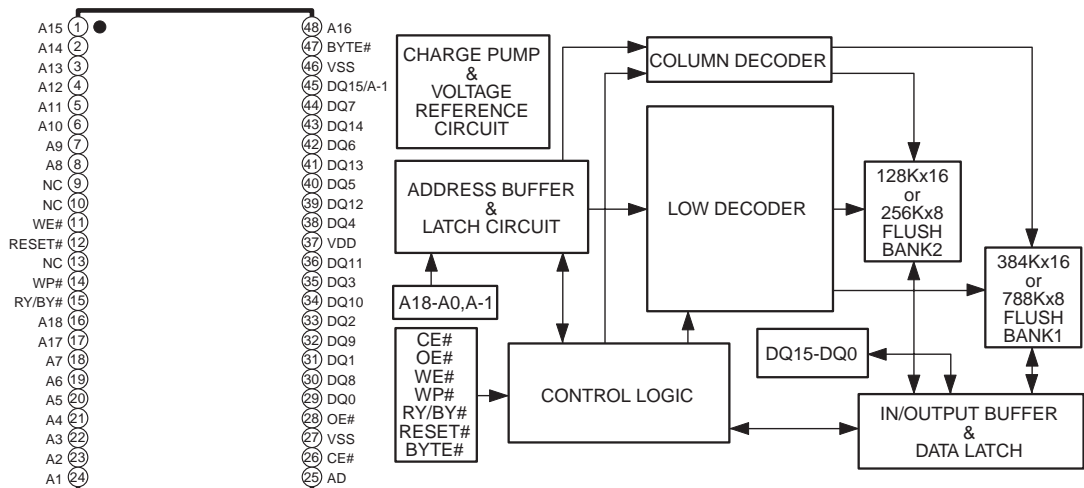 A15 1
A14 2
A13 3
A12 4
A11 5
A10 6
A9 7
A8 8
NC 9
NC 10
WE# 11
RESET# 12
NC 13
WP# 14
RY/BY# 15
A18 16
A17 17
A7 18
A6 19
A5 20
A4 21
A3 22
A2 23
A1 24
48 A16
47 BYTE#
46 VSS
45 DQ15/A-1
44 DQ7
43 DQ14
42 DQ6
41 DQ13
40 DQ5
39 DQ12
38 DQ4
37 VDD
36 DQ11
35 DQ3
34 DQ10
33 DQ2
32 DQ9
31 DQ1
30 DQ8
29 DQ0
28 OE#
27 VSS
26 CE#
25 AD
CHARGE PUMP
&
VOLTAGE
REFERENCE
CIRCUIT
COLUMN DECODER
ADDRESS BUFFER
&
LATCH CIRCUIT
LOW DECODER
128Kx16
or
256Kx8
FLUSH
BANK2
384Kx16
or
788Kx8
FLUSH
BANK1
A18-A0,A-1
CE#
OE#
WE#
WP#
RY/BY#
RESET#
BYTE#
CONTROL LOGIC
DQ15-DQ0
IN/OUTPUT BUFFER
&
DATA LATCH